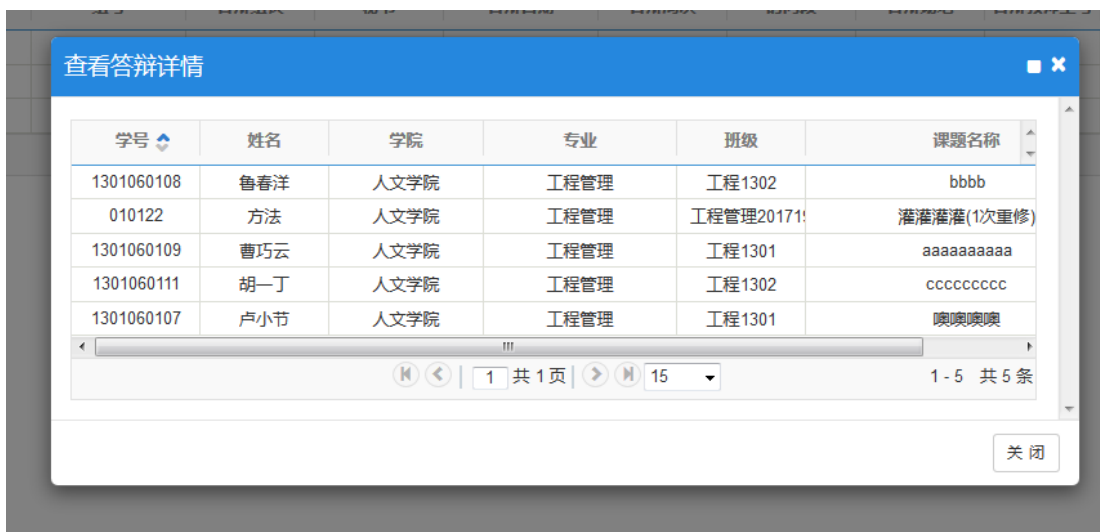 查看答辩详情
学号 姓名 学院 专业 班级 课题名称
1301060108 鲁春洋 人文学院 工程管理 工程1302 bbbb
010122 方法 人文学院 工程管理 工程管理20171 灌灌灌灌(1次重修)
1301060109 曹巧云 人文学院 工程管理 工程1301 aaaaaaaaaa
1301060111 胡一丁 人文学院 工程管理 工程1302 ccccccccc
1301060107 卢小节 人文学院 工程管理 工程1301 噢噢噢噢
1 共 1 页 15 1 - 5 共 5 条
关 闭